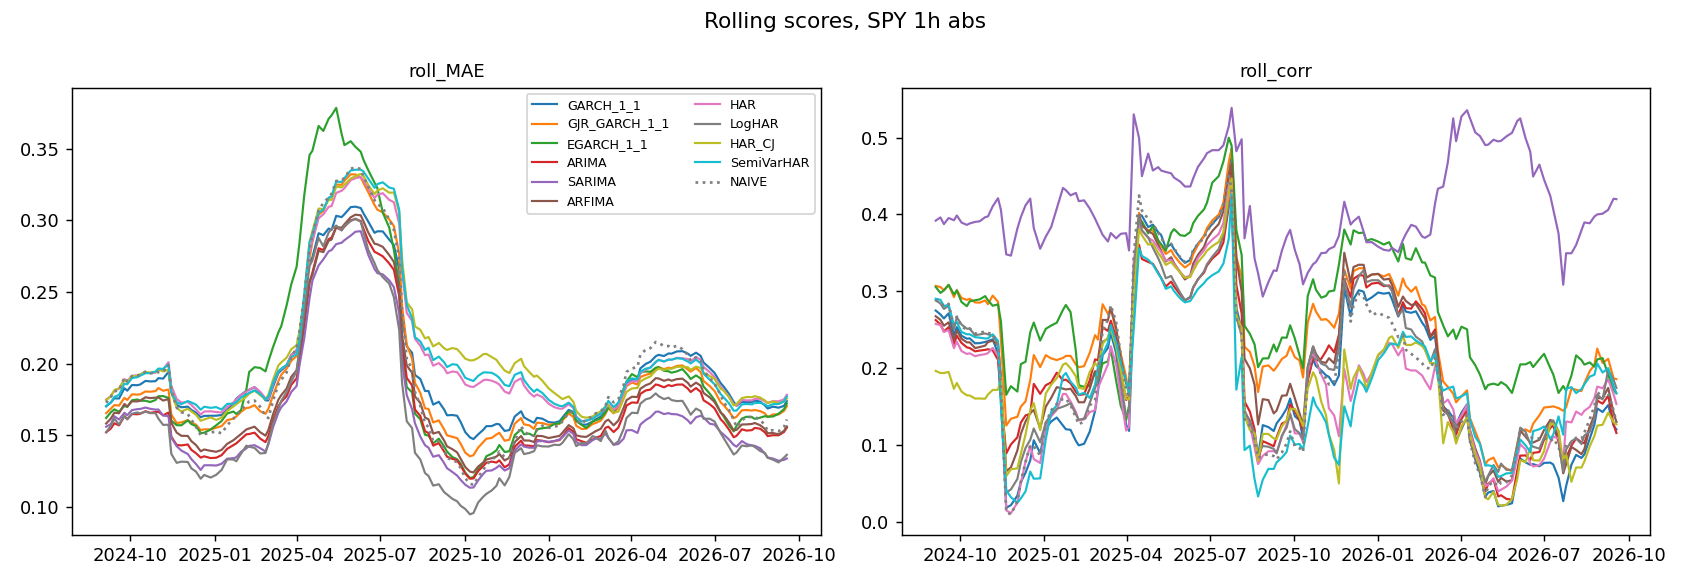 Rolling scores, SPY 1h abs
roll_MAE
0.35
0.30
0.25
0.20
0.15
0.10
GARCH_1_1
GJR_GARCH_1_1
EGARCH_1_1
ARIMA
SARIMA
ARFIMA
HAR
LogHAR
HAR_CJ
SemiVarHAR
NAIVE
2024-10 2025-01 2025-04 2025-07 2025-10 2026-01 2026-04 2026-07 2026-10
roll_corr
0.5
0.4
0.3
0.2
0.1
0.0
2024-10 2025-01 2025-04 2025-07 2025-10 2026-01 2026-04 2026-07 2026-10